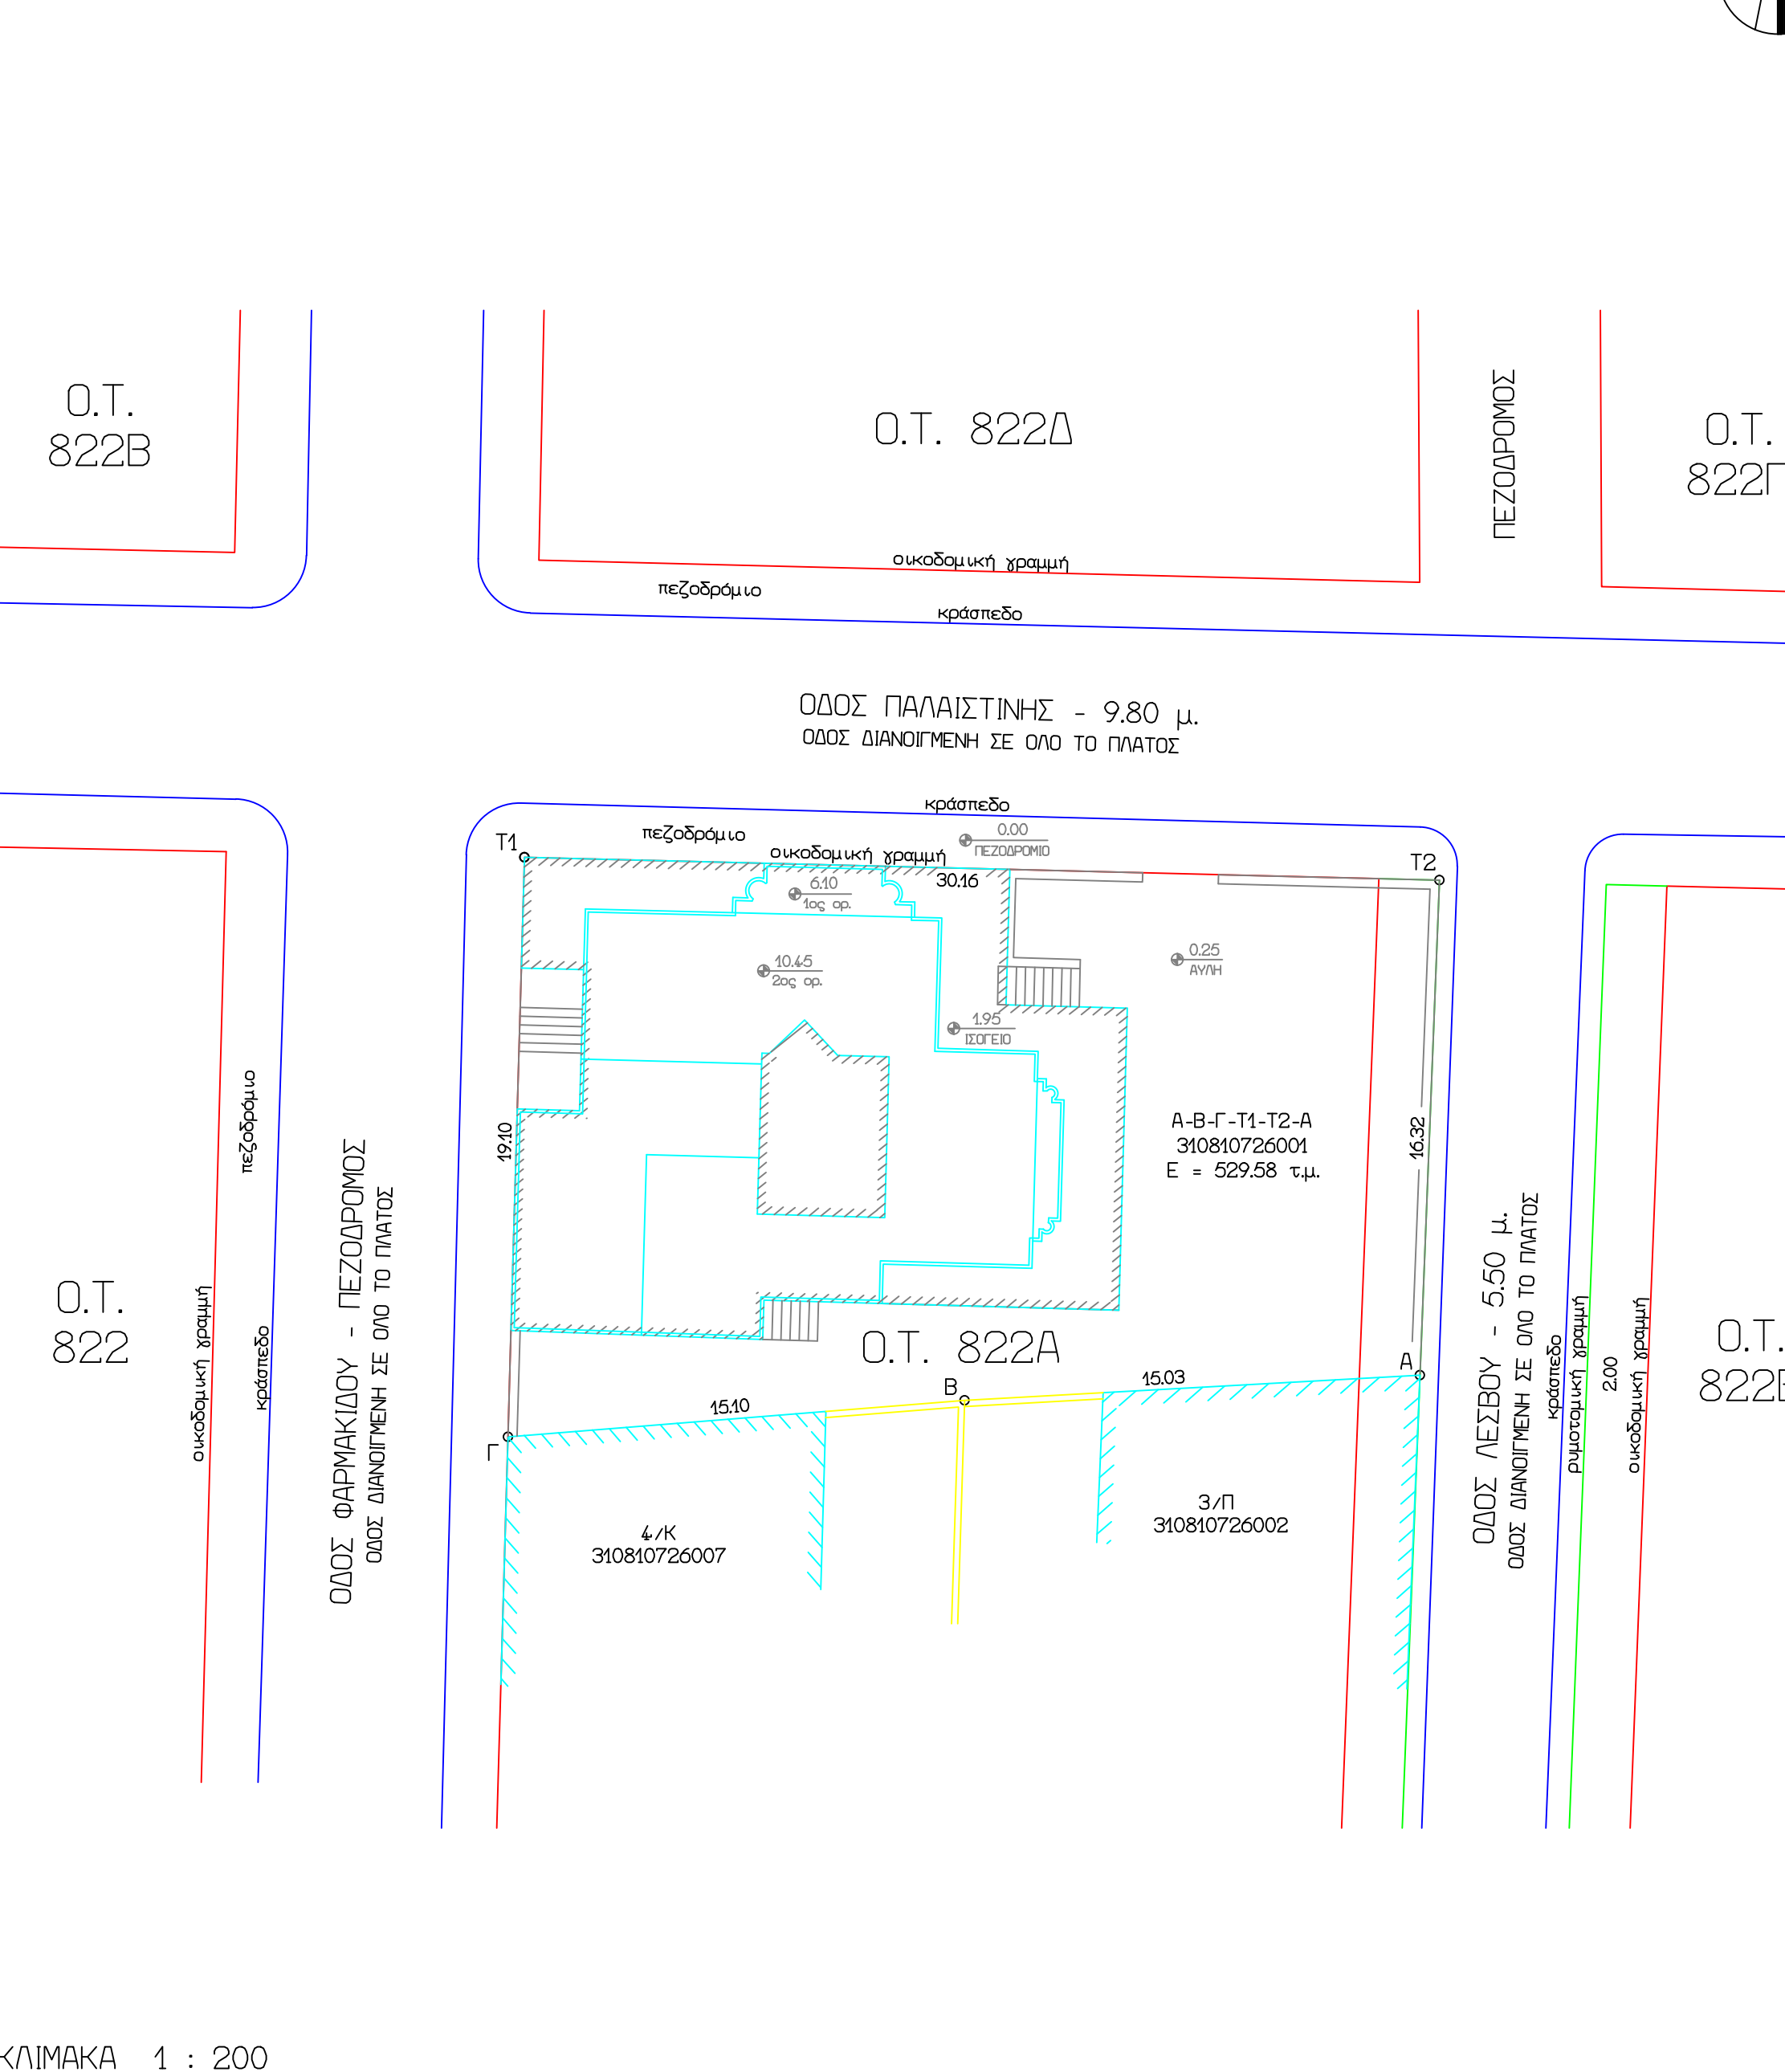 Ο.Τ.
822Β
Ο.Τ. 822Δ
ΠΕΖΟΔΡΟΜΟΣ
Ο.Τ.
822Γ
οικοδομική γραμμή
πεζοδρόμιο
κράσπεδο
ΟΔΟΣ ΠΑΛΑΙΣΤΙΝΗΣ - 9.80 μ.
ΟΔΟΣ ΔΙΑΝΟΙΓΜΕΝΗ ΣΕ ΟΛΟ ΤΟ ΠΛΑΤΟΣ
κράσπεδο
πεζοδρόμιο
0.00
ΠΕΖΟΔΡΟΜΙΟ
Τ1
οικοδομική γραμμή
30.16
Τ2
6.10
1ος ορ.
10.45
2ος ορ.
0.25
ΑΥΛΗ
1.95
ΙΣΟΓΕΙΟ
πεζοδρόμιο
19.10
Α-Β-Γ-Τ1-Τ2-Α
310810726001
Ε = 529.58 τ.μ.
16.32
Ο.Τ.
822
οικοδομική γραμμή
κράσπεδο
ΟΔΟΣ ΦΑΡΜΑΚΙΔΟΥ - ΠΕΖΟΔΡΟΜΟΣ
ΟΔΟΣ ΔΙΑΝΟΙΓΜΕΝΗ ΣΕ ΟΛΟ ΤΟ ΠΛΑΤΟΣ
Ο.Τ. 822Α
Α
Β
15.03
15.10
Γ
ΟΔΟΣ ΛΕΣΒΟΥ - 5.50 μ.
ΟΔΟΣ ΔΙΑΝΟΙΓΜΕΝΗ ΣΕ ΟΛΟ ΤΟ ΠΛΑΤΟΣ
κράσπεδο
ρυμοτομική γραμμή
2.00
οικοδομική γραμμή
Ο.Τ.
822
4/Κ
310810726007
3/Π
310810726002
ΚΛΙΜΑΚΑ 1 : 200